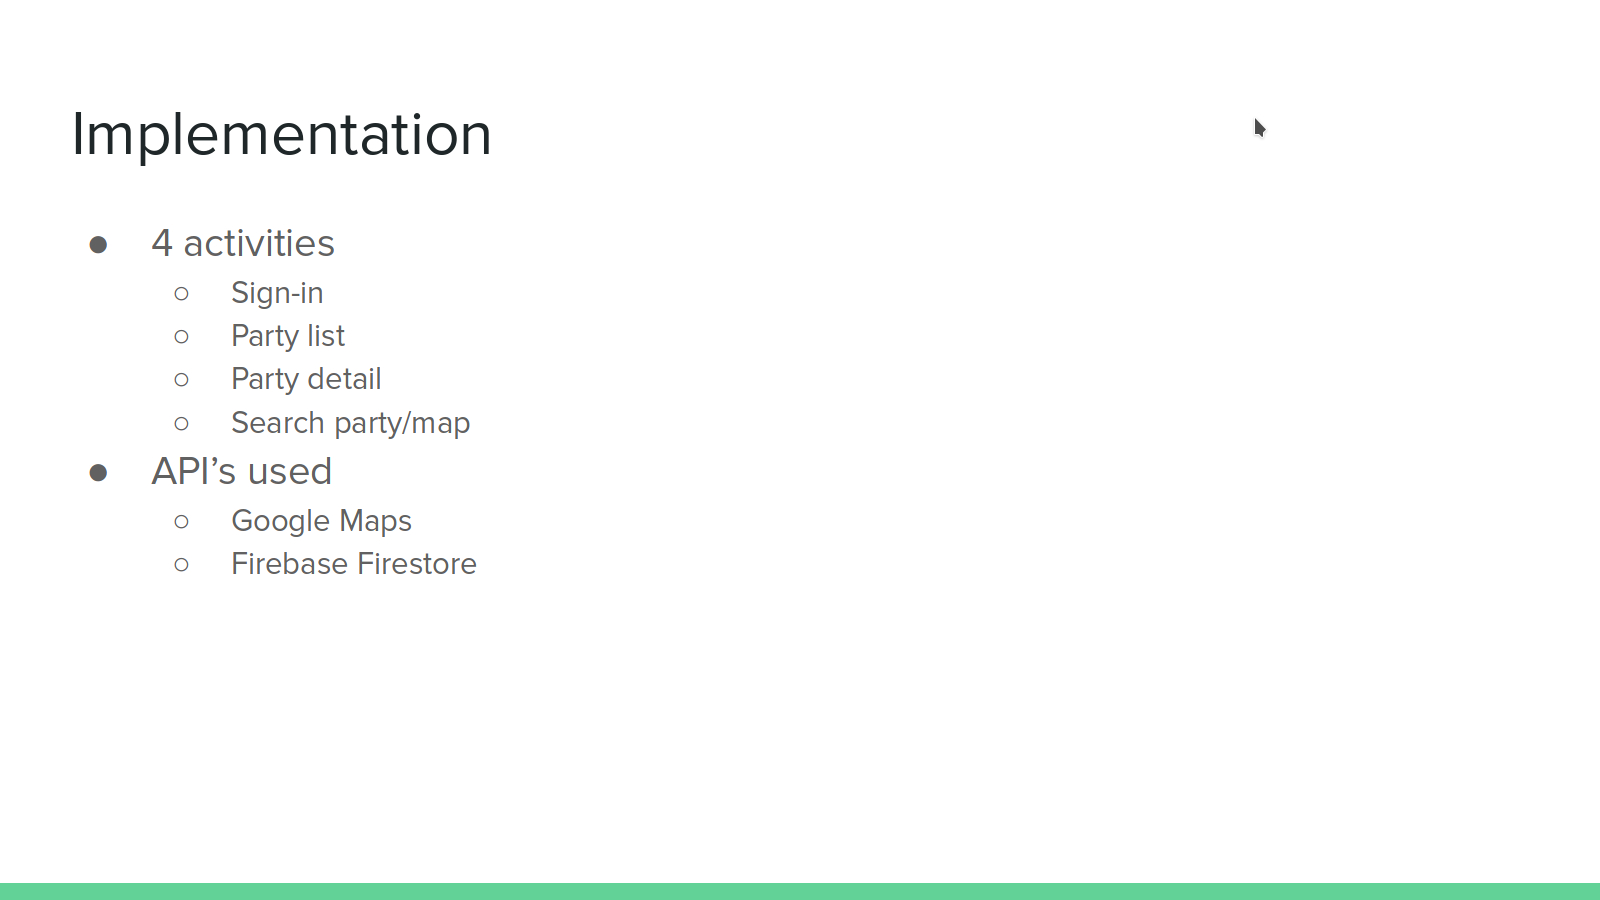 Implementation
● 4 activities
○ Sign-in
○ Party list
○ Party detail
○ Search party/map
● API’s used
○ Google Maps
○ Firebase Firestore